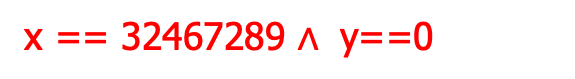 x == 32467289 ∧ y==0